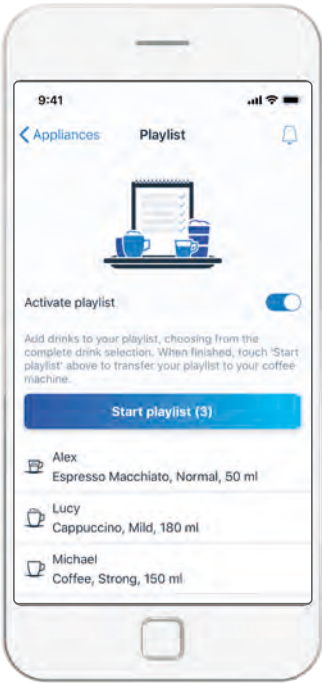 9:41
Appliances
Playlist
Activate playlist
Add drinks to your playlist, choosing from the
complete drink selection. When finished, touch 'Start
playlist' above to transfer your playlist to your coffee
machine.
Start playlist (3)
Alex
Espresso Macchiato, Normal, 50 ml
Lucy
Cappuccino, Mild, 180 ml
Michael
Coffee, Strong, 150 ml